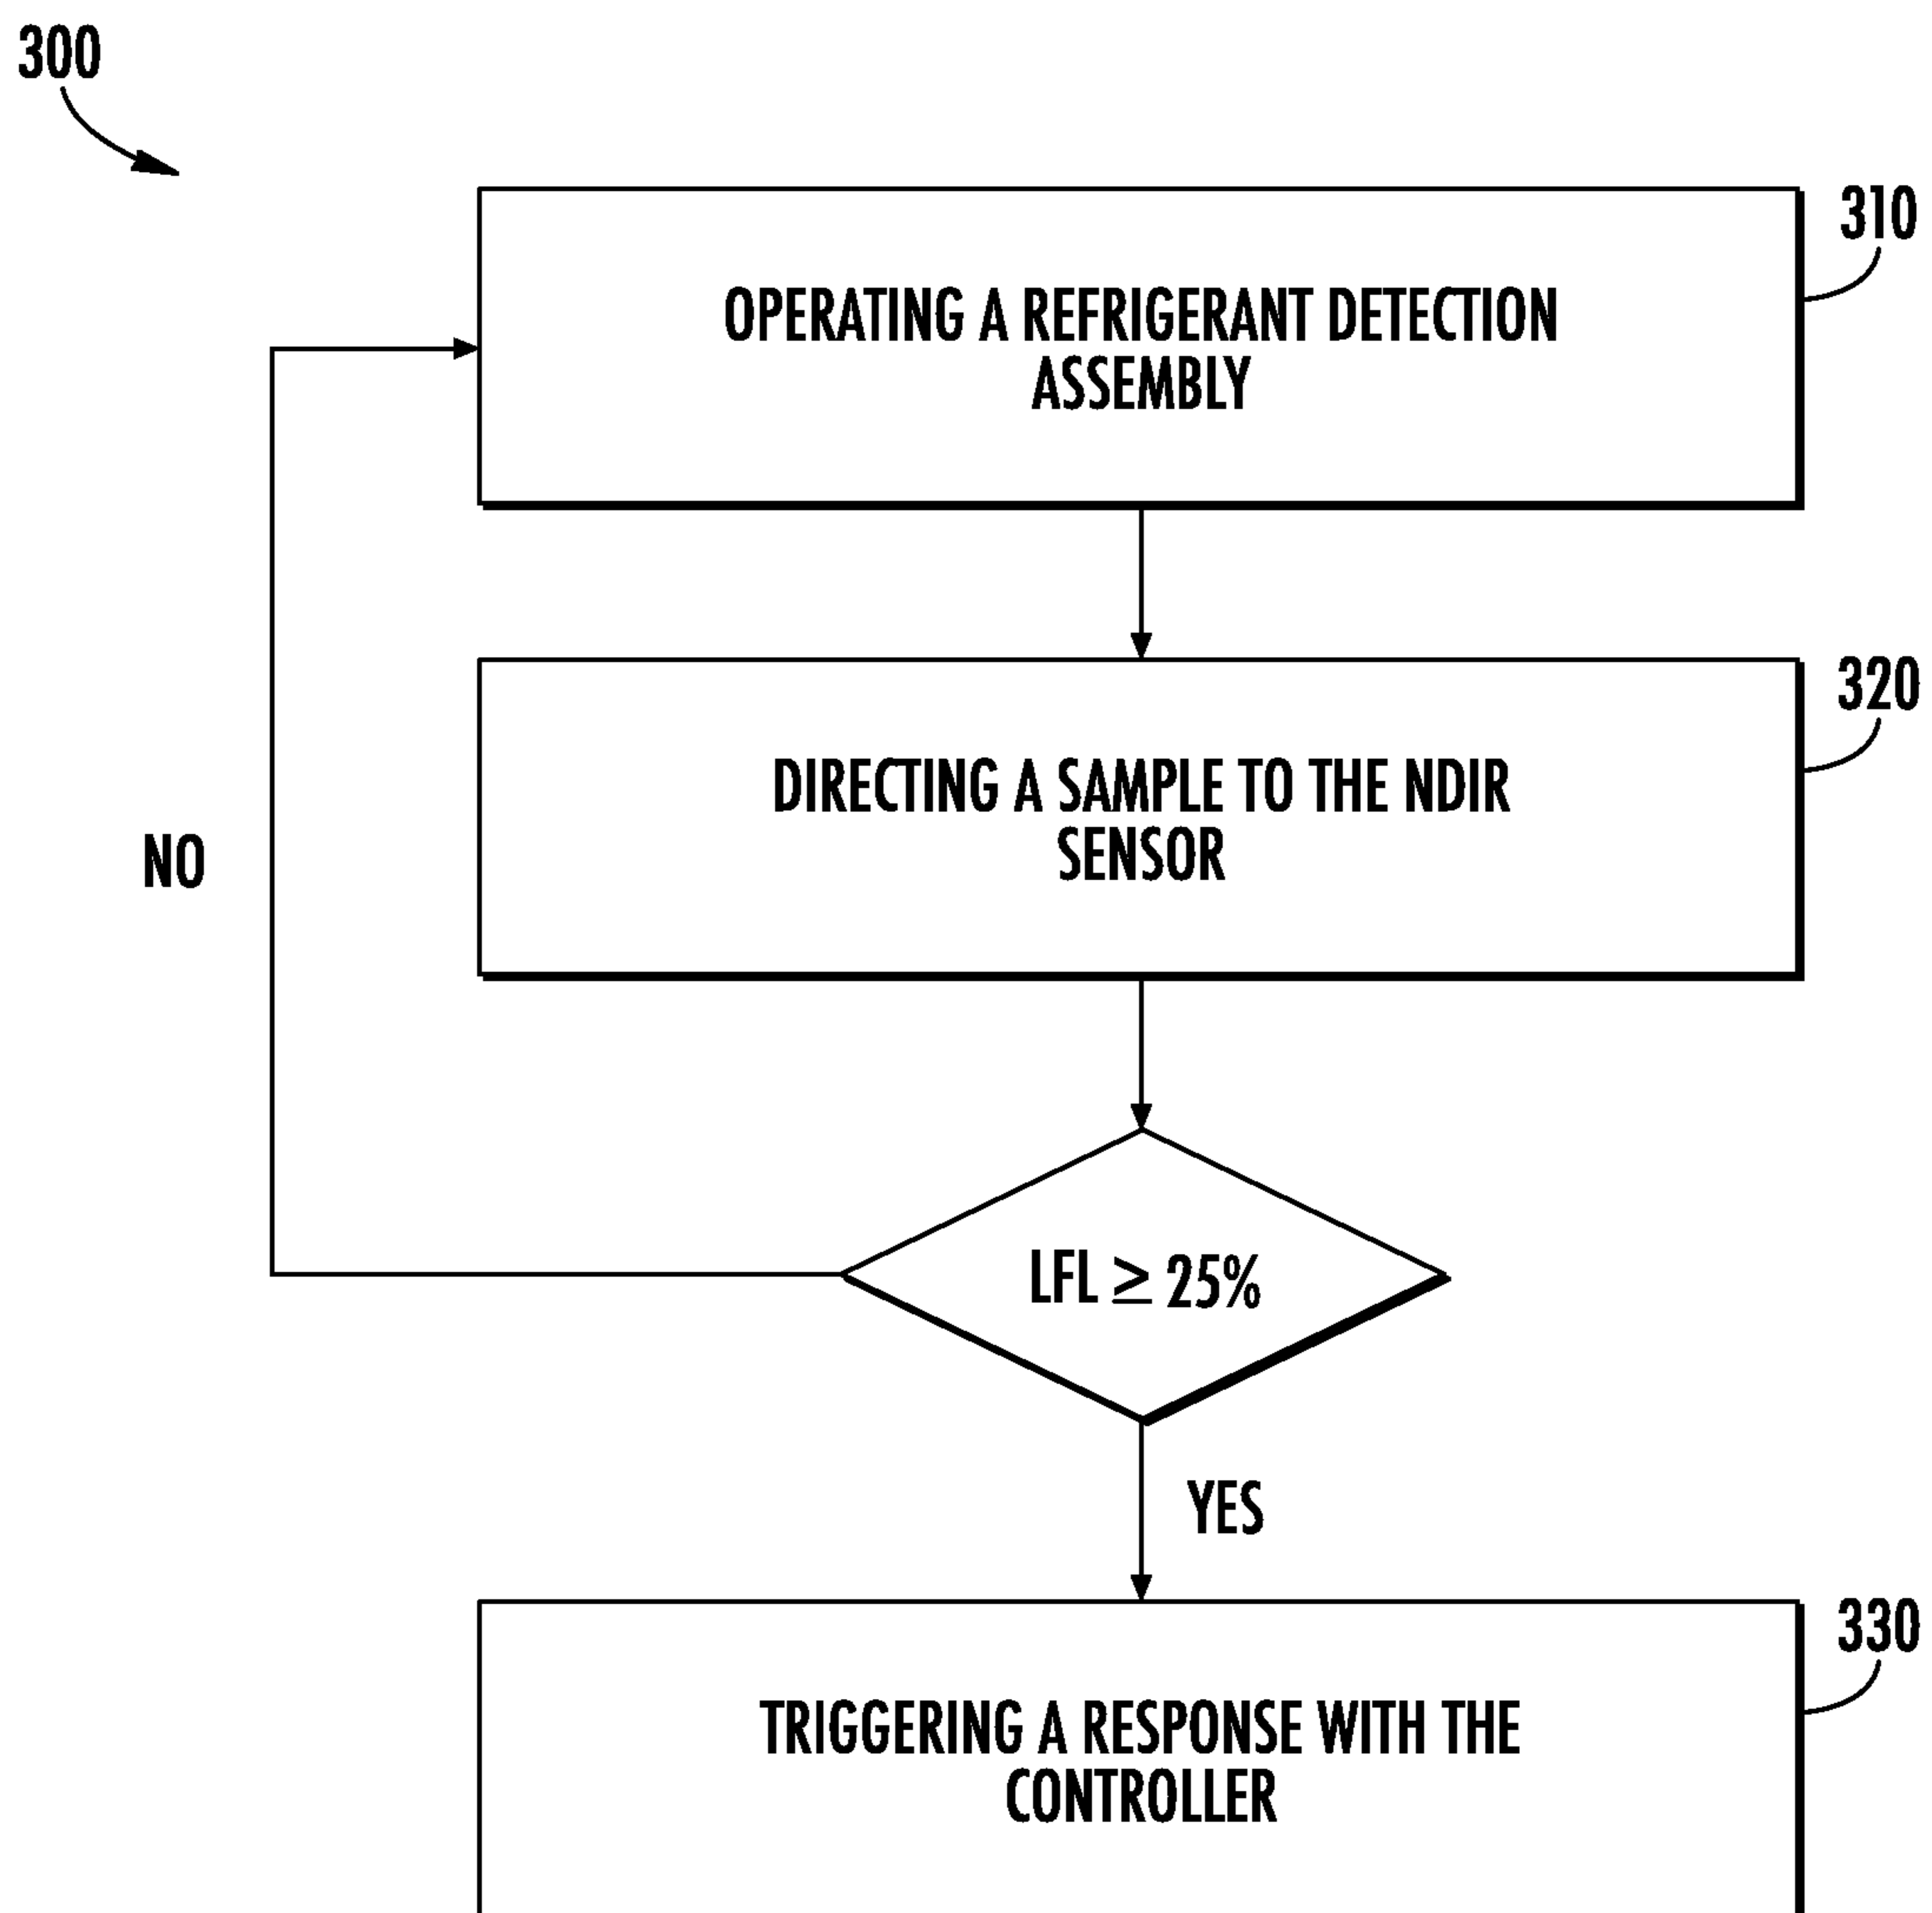 300
310
OPERATING A REFRIGERANT DETECTION
ASSEMBLY
320
DIRECTING A SAMPLE TO THE NDIR
SENSOR
NO
LFL ≥ 25%
YES
330
TRIGGERING A RESPONSE WITH THE
CONTROLLER